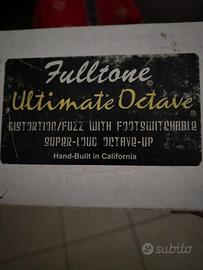 Fulltone®
Ultimate Octave®
DISTORTION/FUZZ WITH FOOTSWITCHABLE
SUPER-LOUD OCTAVE-UP
Hand-Built in California
subito